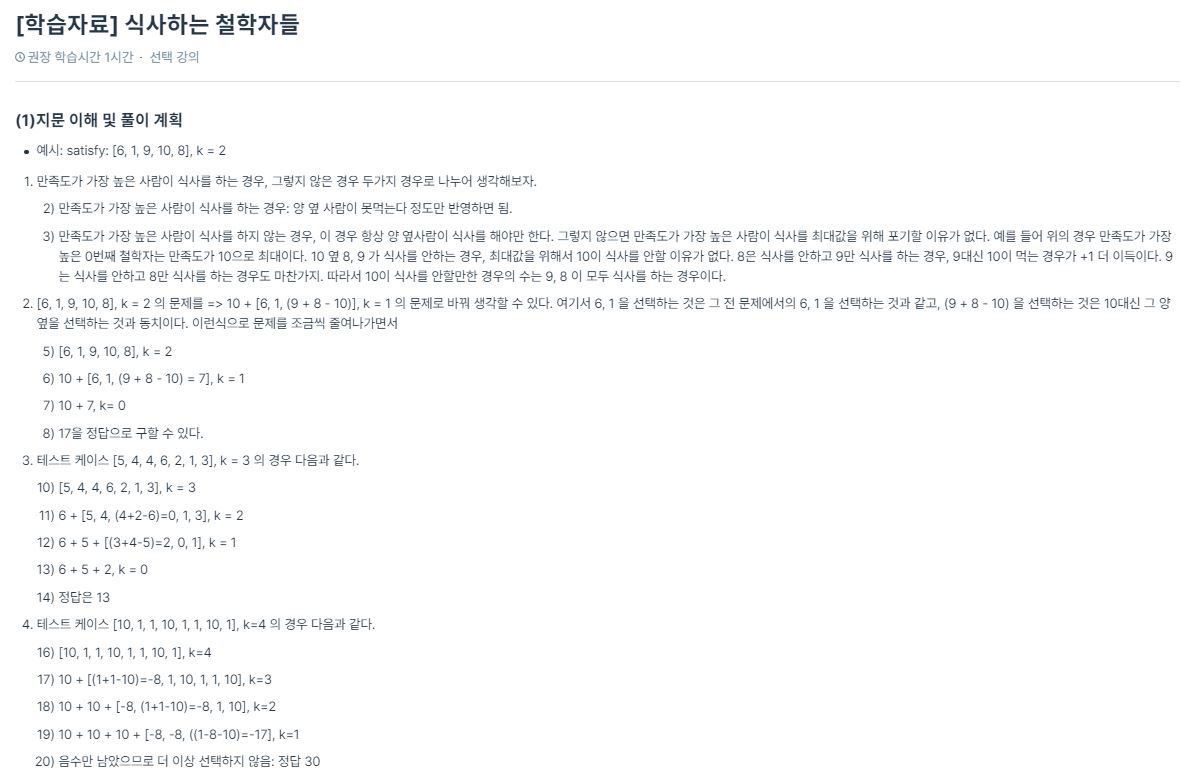 [학습자료] 식사하는 철학자들
권장 학습시간 1시간 · 선택 강의
(1)지문 이해 및 풀이 계획
• 예시: satisfy: [6, 1, 9, 10, 8], k = 2
1. 만족도가 가장 높은 사람이 식사를 하는 경우, 그렇지 않은 경우 두가지 경우로 나누어 생각해보자.
2) 만족도가 가장 높은 사람이 식사를 하는 경우: 양 옆 사람이 못먹는다 정도만 반영하면 됨.
3) 만족도가 가장 높은 사람이 식사를 하지 않는 경우, 이 경우 항상 양 옆사람이 식사를 해야만 한다. 그렇지 않으면 만족도가 가장 높은 사람이 식사를 최대값을 위해 포기할 이유가 없다. 예를 들어 위의 경우 만족도가 가장
높은 0번째 철학자는 만족도가 10으로 최대이다. 10 옆 8, 9 가 식사를 안하는 경우, 최대값을 위해서 10이 식사를 안할 이유가 없다. 8은 식사를 안하고 9만 식사를 하는 경우, 9대신 10이 먹는 경우가 +1 더 이득이다. 9
는 식사를 안하고 8만 식사를 하는 경우도 마찬가지. 따라서 10이 식사를 안할만한 경우의 수는 9, 8 이 모두 식사를 하는 경우이다.
2. [6, 1, 9, 10, 8], k = 2 의 문제를 => 10 + [6, 1, (9 + 8 - 10)], k = 1 의 문제로 바꿔 생각할 수 있다. 여기서 6, 1 을 선택하는 것은 그 전 문제에서의 6, 1 을 선택하는 것과 같고, (9 + 8 - 10) 을 선택하는 것은 10대신 그 양
옆을 선택하는 것과 동치이다. 이런식으로 문제를 조금씩 줄여나가면서
5) [6, 1, 9, 10, 8], k = 2
6) 10 + [6, 1, (9 + 8 - 10) = 7], k = 1
7) 10 + 7, k= 0
8) 17을 정답으로 구할 수 있다.
3. 테스트 케이스 [5, 4, 4, 6, 2, 1, 3], k = 3 의 경우 다음과 같다.
10) [5, 4, 4, 6, 2, 1, 3], k = 3
11) 6 + [5, 4, (4+2-6)=0, 1, 3], k = 2
12) 6 + 5 + [(3+4-5)=2, 0, 1], k = 1
13) 6 + 5 + 2, k = 0
14) 정답은 13
4. 테스트 케이스 [10, 1, 1, 10, 1, 1, 10, 1], k=4 의 경우 다음과 같다.
16) [10, 1, 1, 10, 1, 1, 10, 1], k=4
17) 10 + [(1+1-10)=-8, 1, 10, 1, 1, 10], k=3
18) 10 + 10 + [-8, (1+1-10)=-8, 1, 10], k=2
19) 10 + 10 + 10 + [-8, -8, ((1-8-10)=-17], k=1
20) 음수만 남았으므로 더 이상 선택하지 않음: 정답 30